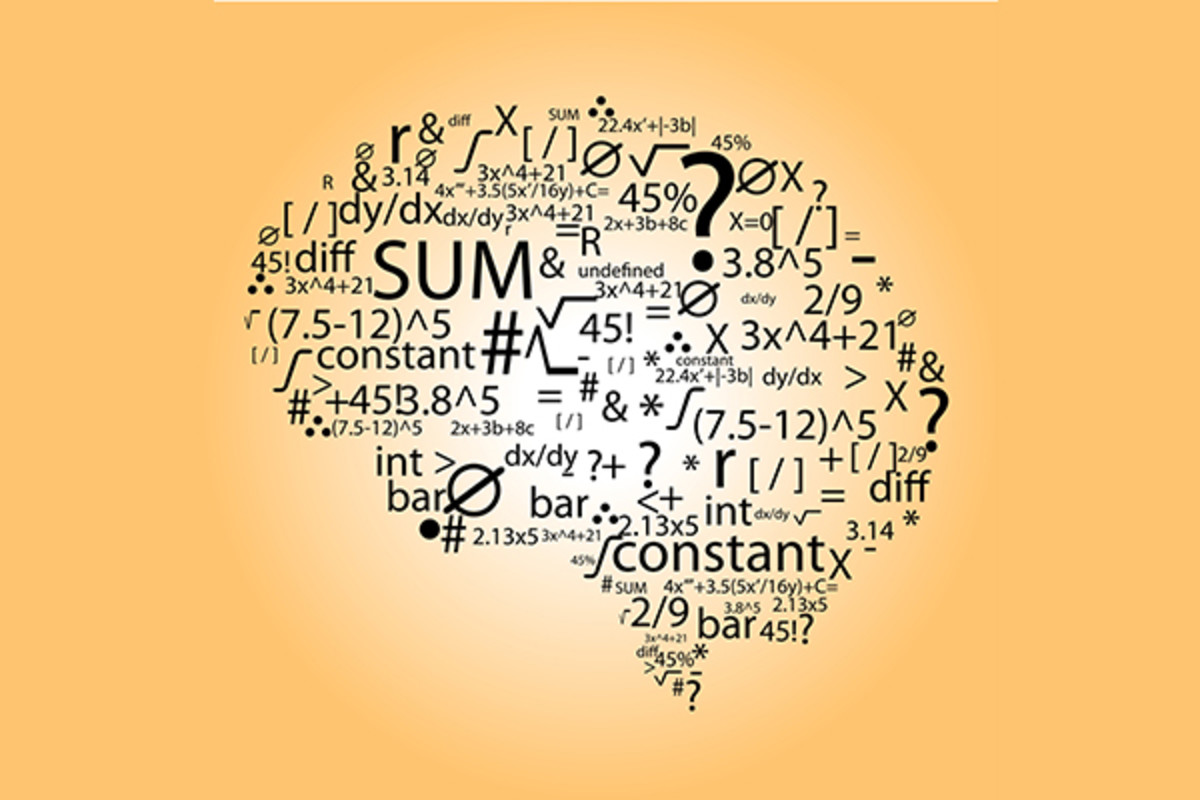 SUM
r & diff ∫ X [ / ] ∴ 22.4x'+|-3b|
∅ ∅ ∅ √ 45%
R & 3.14 3x^4+21 ? ∅ X ?
4x'"+3.5(5x'/16y)+C= 45%
∅ [ / ] dy/dx dx/dy 3x^4+21 2x+3b+8c X=0 [ / ] =
r = R
45! diff SUM & undefined 3.8^5 -
∴ 3x^4+21 3x^4+21 ∅ dx/dy 2/9 *
√ (7.5-12)^5 # √ 45! = ∴ X 3x^4+21 ∅
[ / ] ∫ constant - [ / ] * constant # &
> 22.4x'+|-3b| dy/dx > X
# +45! 3.8^5 = # & * ∫ (7.5-12)^5 ?
∴ (7.5-12)^5 2x+3b+8c [ / ]
int > dx/dy ?+ ? * r [ / ] + [ / ] 2/9
bar ∅ bar ∴ <+ int dx/dy √ = diff
• # 2.13x5 3x^4+21 2.13x5 3.14 *
45% ∫ constant X -
# SUM 4x'"+3.5(5x'/16y)+C=
√ 2/9 bar 3.8^5 2.13x5
3x^4+21 45!?
diff 45% *
> √ -
# ?